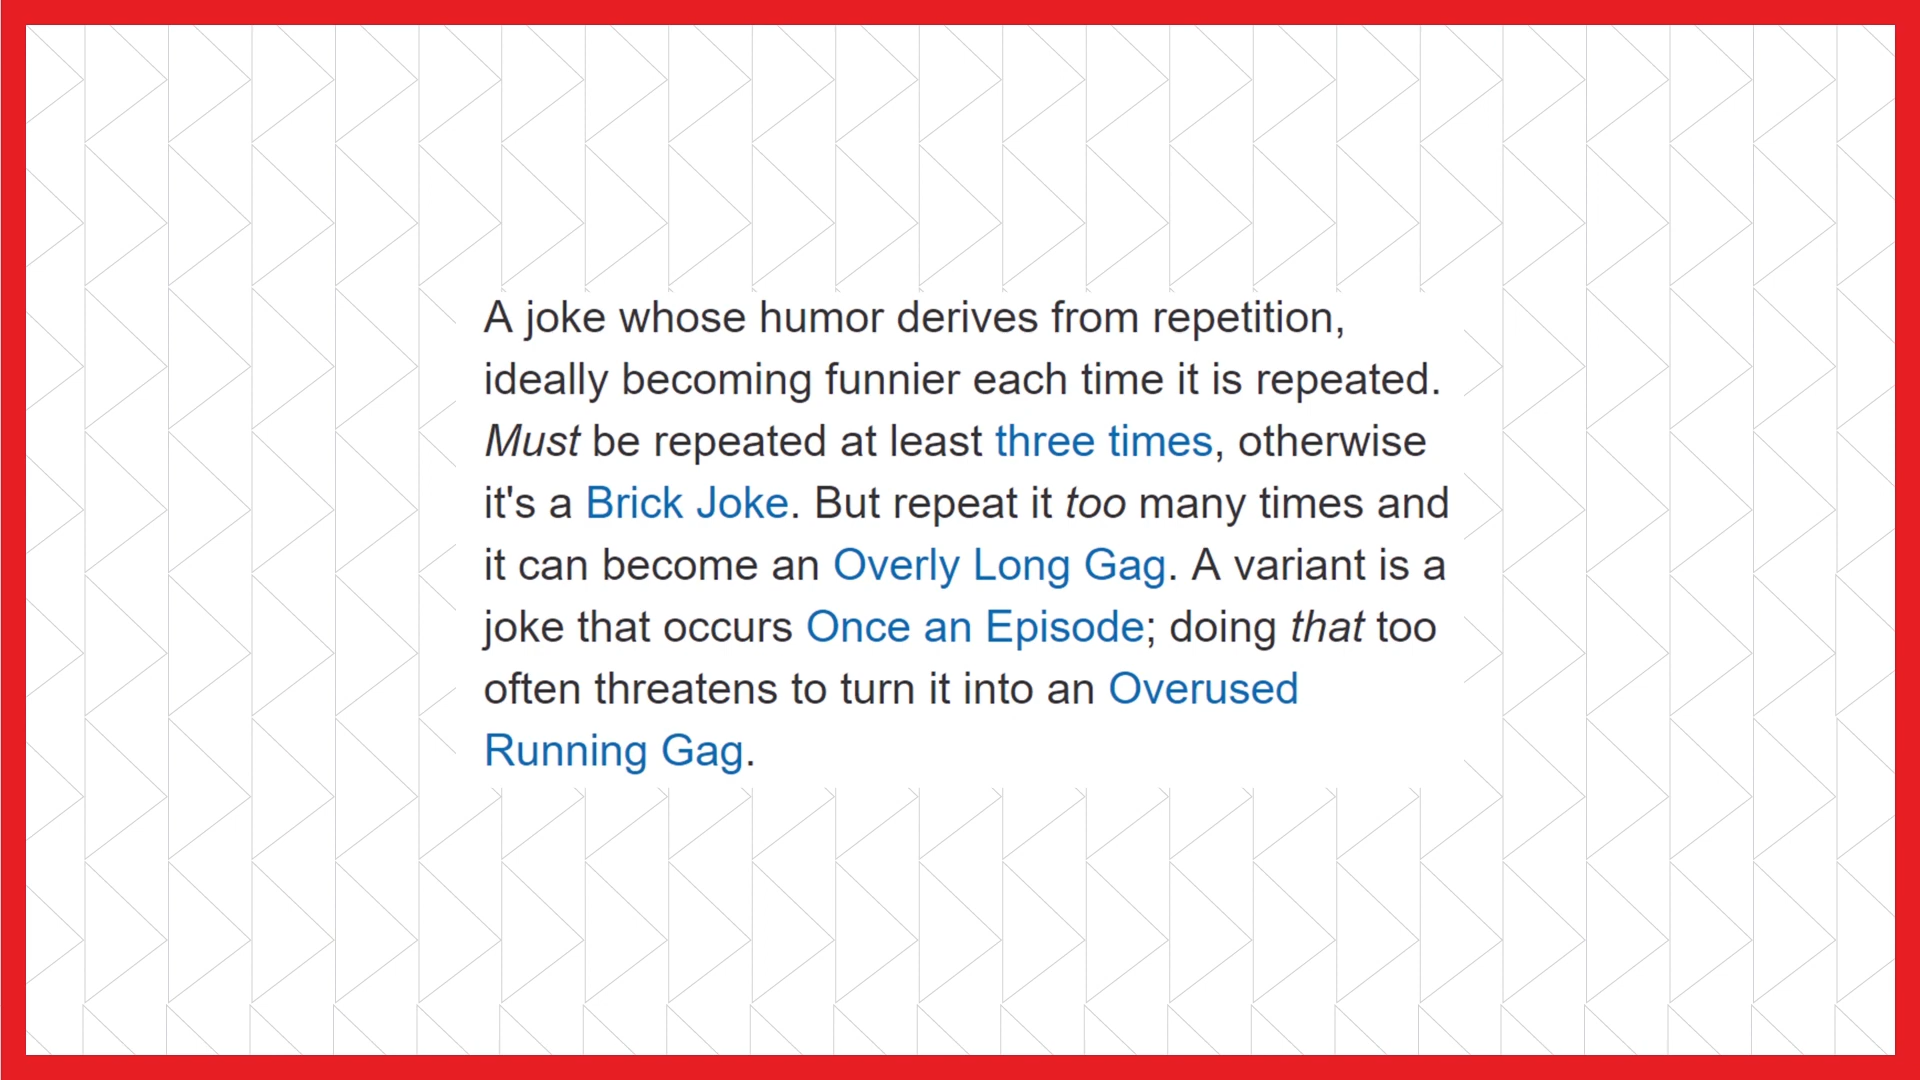 A joke whose humor derives from repetition,
ideally becoming funnier each time it is repeated.
Must be repeated at least three times, otherwise
it's a Brick Joke. But repeat it too many times and
it can become an Overly Long Gag. A variant is a
joke that occurs Once an Episode; doing that too
often threatens to turn it into an Overused
Running Gag.